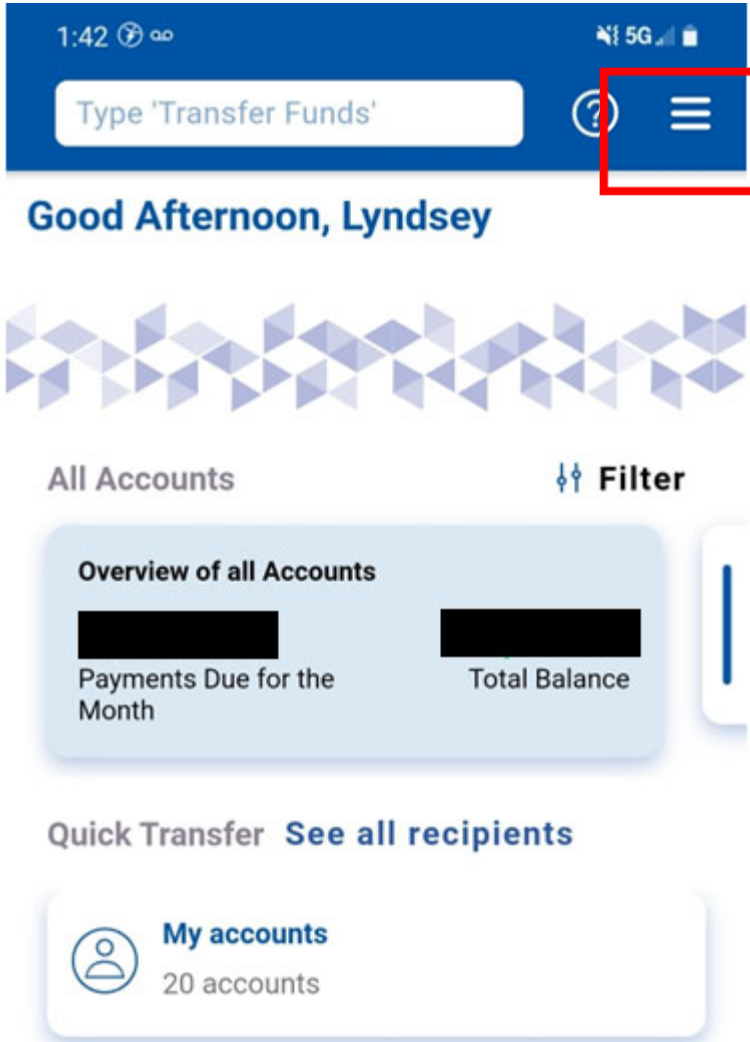 1:42 5G
Type 'Transfer Funds'
Good Afternoon, Lyndsey
All Accounts Filter
Overview of all Accounts
Payments Due for the Total Balance
Month
Quick Transfer See all recipients
My accounts
20 accounts